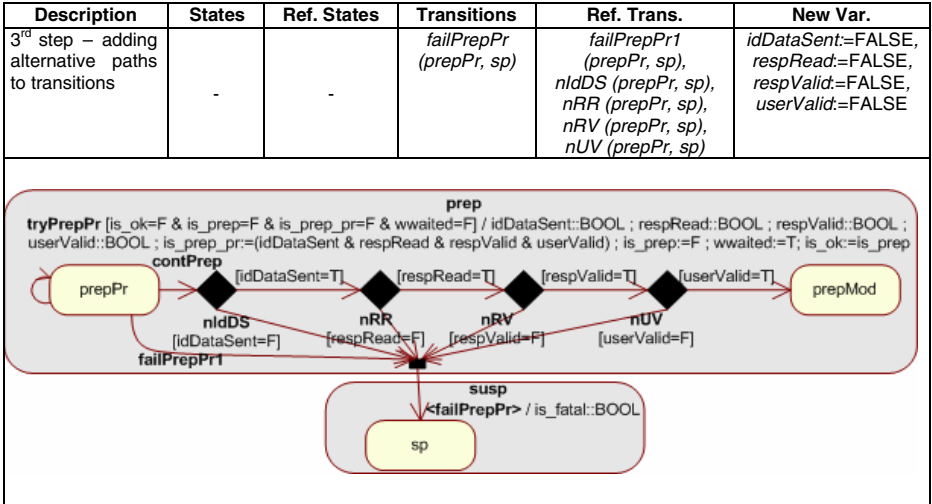 Description States Ref. States Transitions Ref. Trans. New Var.
3rd step – adding alternative paths to transitions
-
-
failPrepPr
(prepPr, sp)
failPrepPr1
(prepPr, sp),
nIdDS (prepPr, sp),
nRR (prepPr, sp),
nRV (prepPr, sp),
nUV (prepPr, sp)
idDataSent:=FALSE,
respRead:=FALSE,
respValid:=FALSE,
userValid:=FALSE
prep
tryPrepPr [is_ok=F & is_prep=F & is_prep_pr=F & wwaited=F] / idDataSent::BOOL ; respRead::BOOL ; respValid::BOOL ;
userValid::BOOL ; is_prep_pr:=(idDataSent & respRead & respValid & userValid) ; is_prep:=F ; wwaited:=T; is_ok:=is_prep
contPrep
[idDataSent=T] [respRead=T] [respValid=T] [userValid=T]
prepPr prepMod
nIdDS nRR nRV nUV
[idDataSent=F] [respRead=F] [respValid=F] [userValid=F]
failPrepPr1
susp
<failPrepPr> / is_fatal::BOOL
sp